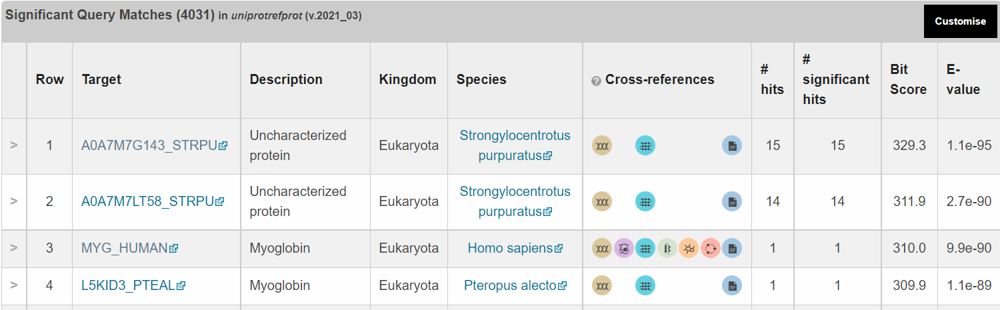 Significant Query Matches (4031) in uniprotrefprot (v.2021_03)
Customise
Row Target Description Kingdom Species ? Cross-references # hits # significant hits Bit Score E-value
> 1 A0A7M7G143_STRPU Uncharacterized protein Eukaryota Strongylocentrotus purpuratus 15 15 329.3 1.1e-95
> 2 A0A7M7LT58_STRPU Uncharacterized protein Eukaryota Strongylocentrotus purpuratus 14 14 311.9 2.7e-90
> 3 MYG_HUMAN Myoglobin Eukaryota Homo sapiens 1 1 310.0 9.9e-90
> 4 L5KID3_PTEAL Myoglobin Eukaryota Pteropus alecto 1 1 309.9 1.1e-89